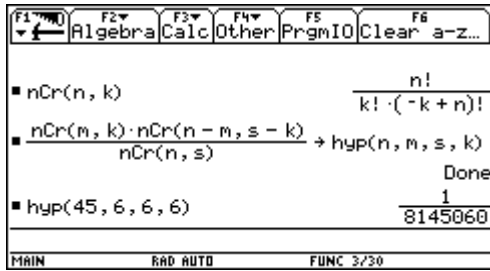 F1 F2 F3 F4 F5 F6
Algebra Calc Other PrgmIO Clear a-z…
▪ nCr(n, k) n! / k!·(⁻k + n)!
▪ nCr(m, k)·nCr(n − m, s − k) / nCr(n, s) → hyp(n, m, s, k)
Done
▪ hyp(45, 6, 6, 6) 1 / 8145060
MAIN RAD AUTO FUNC 3/30